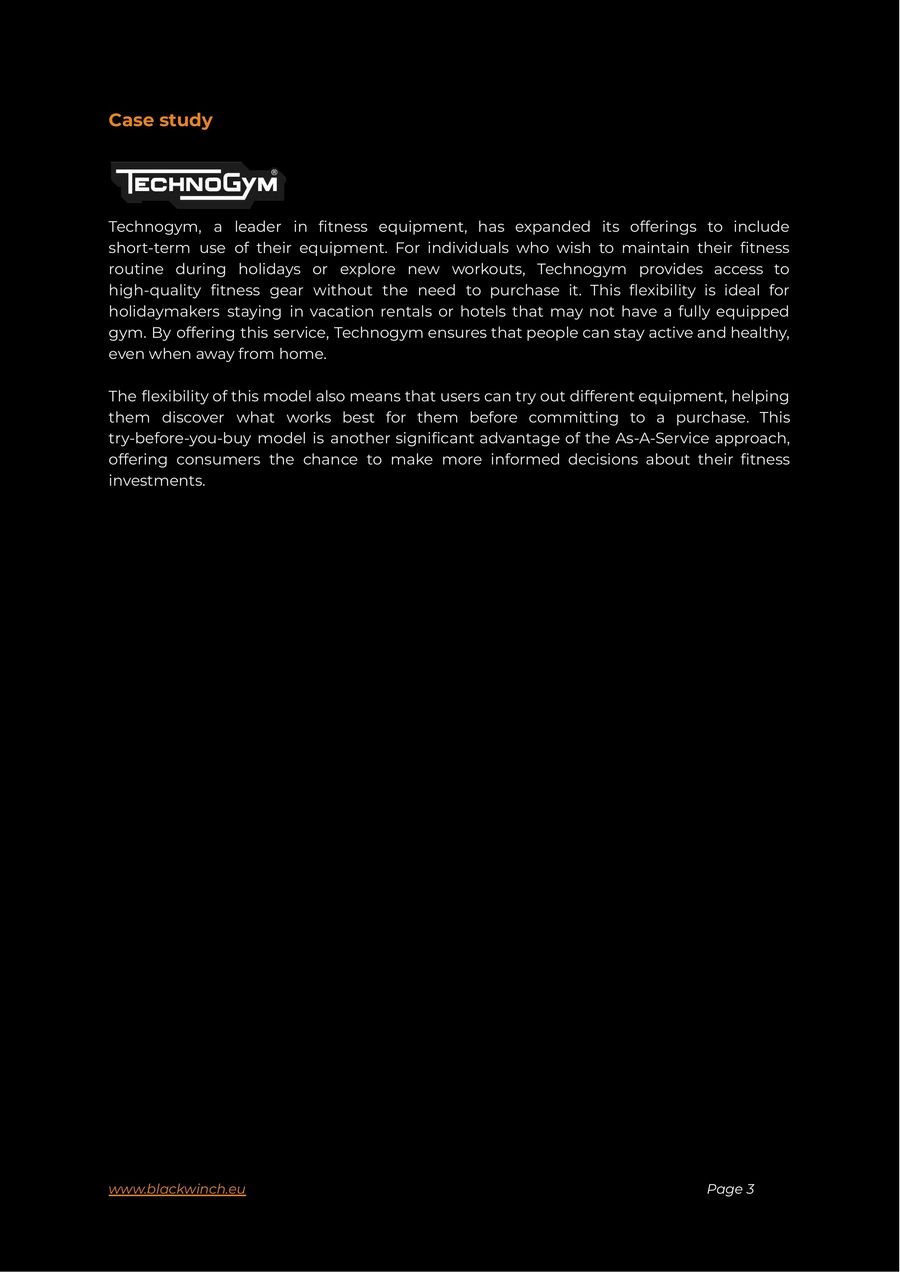 Case study
TECHNOGYM®
Technogym, a leader in fitness equipment, has expanded its offerings to include
short-term use of their equipment. For individuals who wish to maintain their fitness
routine during holidays or explore new workouts, Technogym provides access to
high-quality fitness gear without the need to purchase it. This flexibility is ideal for
holidaymakers staying in vacation rentals or hotels that may not have a fully equipped
gym. By offering this service, Technogym ensures that people can stay active and healthy,
even when away from home.
The flexibility of this model also means that users can try out different equipment, helping
them discover what works best for them before committing to a purchase. This
try-before-you-buy model is another significant advantage of the As-A-Service approach,
offering consumers the chance to make more informed decisions about their fitness
investments.
www.blackwinch.eu Page 3